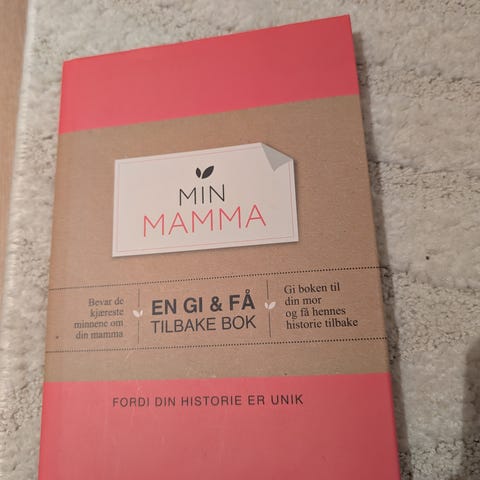 MIN
MAMMA
Bevar de
kjæreste
minnene om
din mamma
EN GI & FÅ
TILBAKE BOK
Gi boken til
din mor
og få hennes
historie tilbake
FORDI DIN HISTORIE ER UNIK